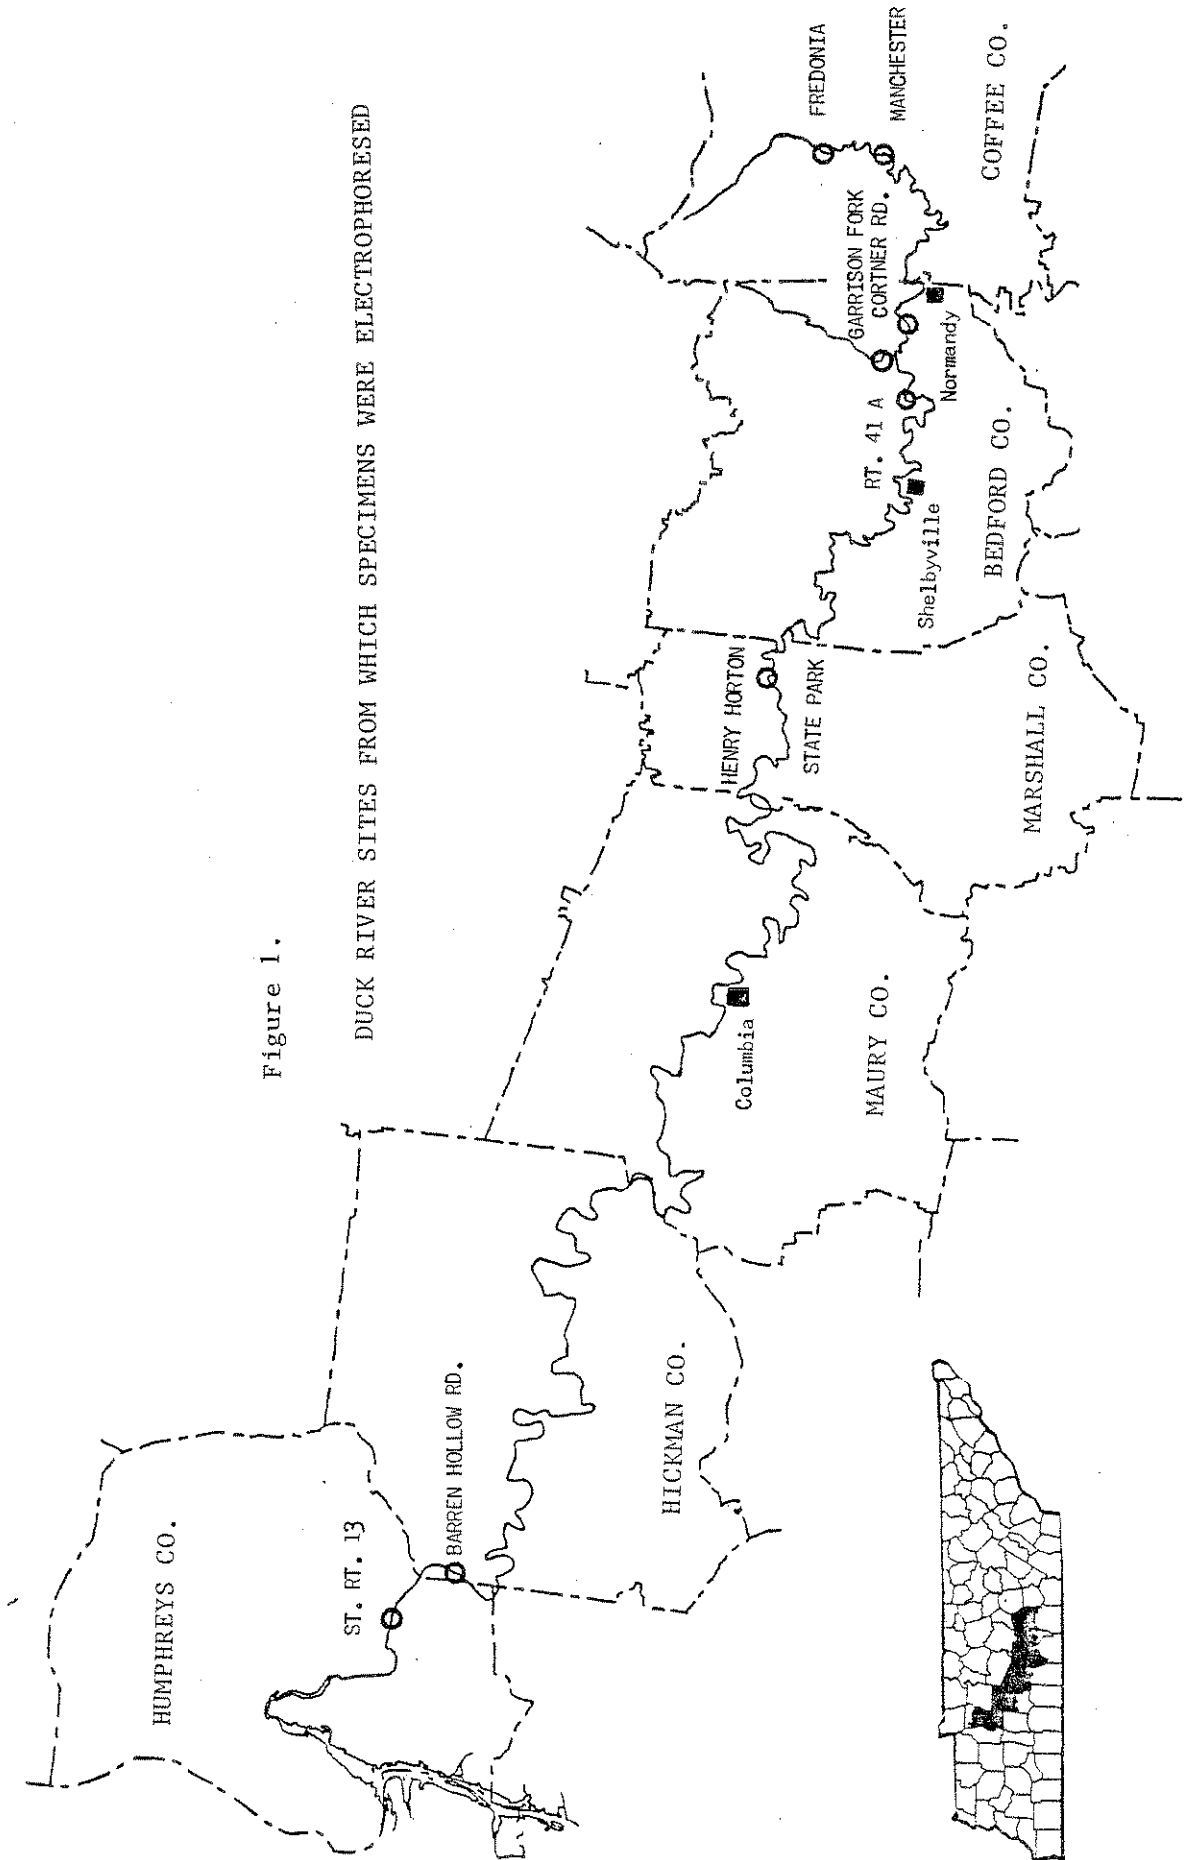 Figure 1.
DUCK RIVER SITES FROM WHICH SPECIMENS WERE ELECTROPHORESED
HUMPHREYS CO.
ST. RT. 13
BARREN HOLLOW RD.
HICKMAN CO.
Columbia
MAURY CO.
HENRY HORTON
STATE PARK
MARSHALL CO.
RT. 41 A
Shelbyville
BEDFORD CO.
GARRISON FORK
CORTNER RD.
Normandy
FREDONIA
MANCHESTER
COFFEE CO.